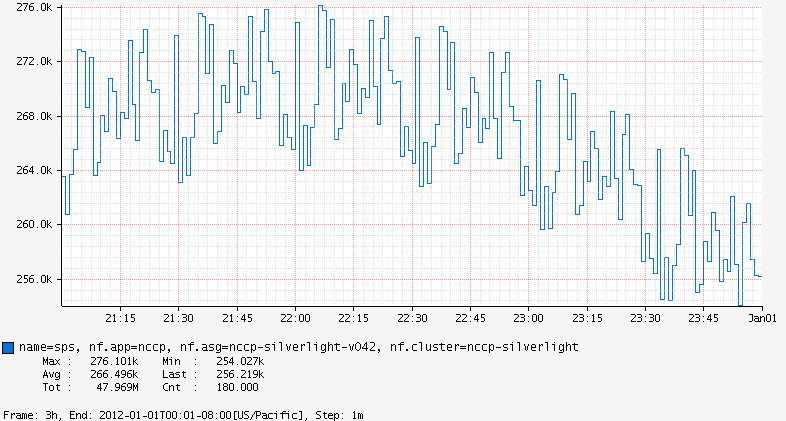 276.0k
272.0k
268.0k
264.0k
260.0k
256.0k
21:15 21:30 21:45 22:00 22:15 22:30 22:45 23:00 23:15 23:30 23:45 Jan01
name=sps, nf.app=nccp, nf.asg=nccp-silverlight-v042, nf.cluster=nccp-silverlight
Max : 276.101k Min : 254.027k
Avg : 266.496k Last : 256.219k
Tot : 47.969M Cnt : 180.000
Frame: 3h, End: 2012-01-01T00:01-08:00[US/Pacific], Step: 1m